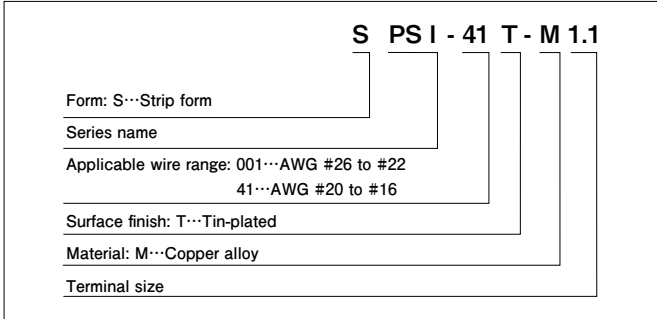 S PSI - 41 T - M 1.1
Form: S…Strip form
Series name
Applicable wire range: 001…AWG #26 to #22
41…AWG #20 to #16
Surface finish: T…Tin-plated
Material: M…Copper alloy
Terminal size